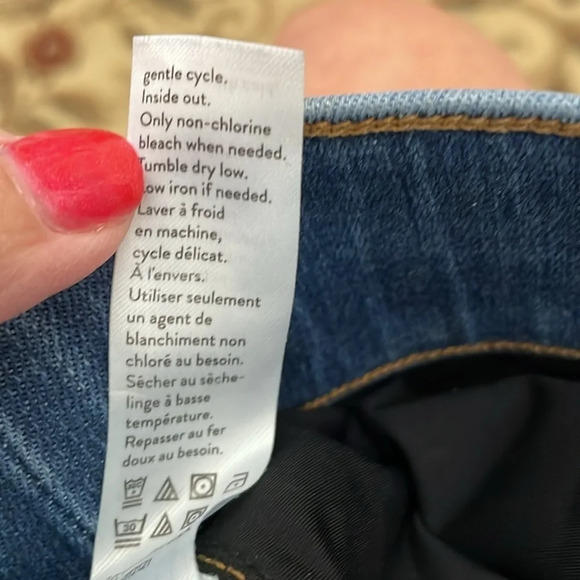 gentle cycle.
Inside out.
Only non-chlorine
bleach when needed.
Tumble dry low.
Low iron if needed.
Laver à froid
en machine,
cycle délicat.
À l'envers.
Utiliser seulement
un agent de
blanchiment non
chloré au besoin.
Sécher au sèche-
linge à basse
température.
Repasser au fer
doux au besoin.
30